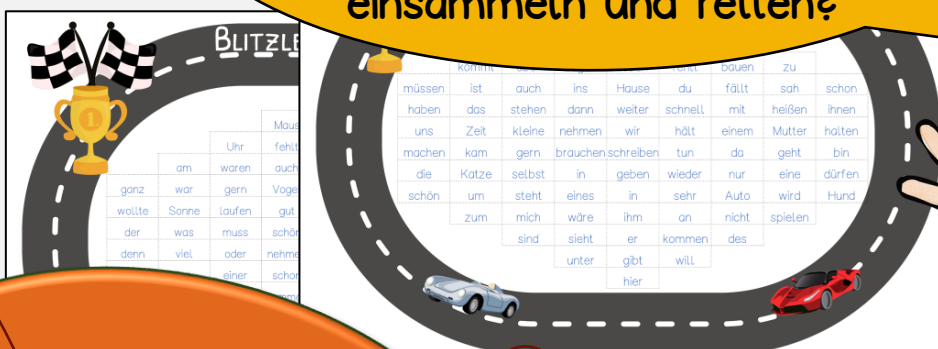 einsammeln und retten?
BLITZLE
1.
Maus
Uhr fehlt
am waren auch
ganz war gern Voge
wollte Sonne laufen gut
der was muss schön
denn viel oder nehme
einer schon
kommt bauen zu
müssen ist auch ins Hause du fällt sah schon
haben das stehen dann weiter schnell mit heißen ihnen
uns Zeit kleine nehmen wir hält einem Mutter halten
machen kam gern brauchen schreiben tun da geht bin
die Katze selbst in geben wieder nur eine dürfen
schön um steht eines in sehr Auto wird Hund
zum mich wäre ihm an nicht spielen
sind sieht er kommen des
unter gibt will
hier